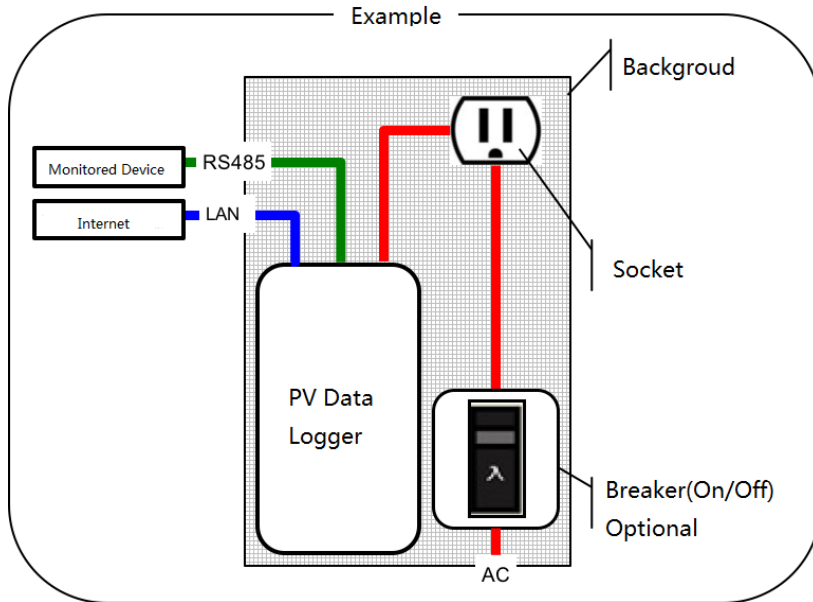 Example
Backgroud
Monitored Device
RS485
Internet
LAN
Socket
PV Data
Logger
Breaker(On/Off)
Optional
AC